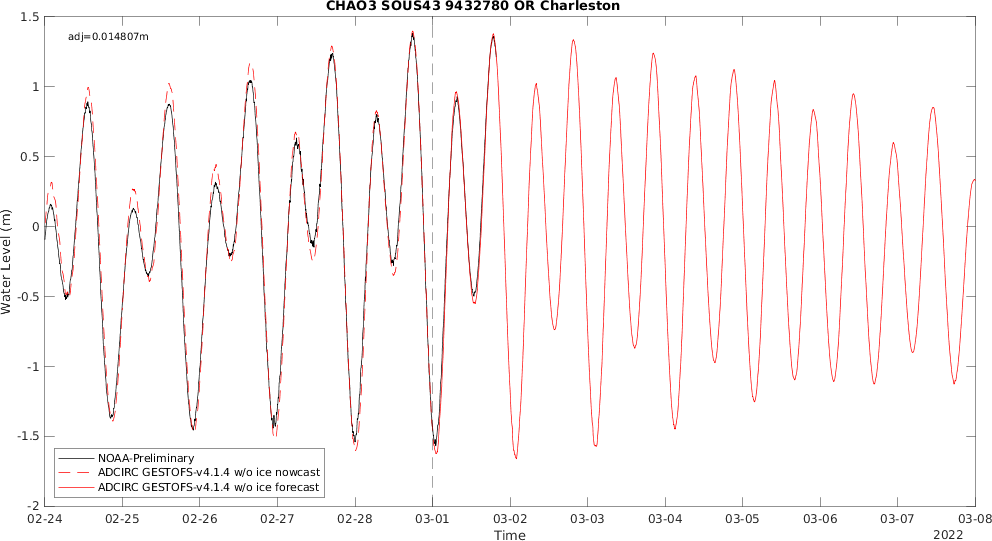 CHAO3 SOUS43 9432780 OR Charleston
adj=0.014807m
1.5
1
0.5
0
-0.5
-1
-1.5
-2
Water Level (m)
NOAA-Preliminary
ADCIRC GESTOFS-v4.1.4 w/o ice nowcast
ADCIRC GESTOFS-v4.1.4 w/o ice forecast
02-24 02-25 02-26 02-27 02-28 03-01 03-02 03-03 03-04 03-05 03-06 03-07 03-08
Time
2022